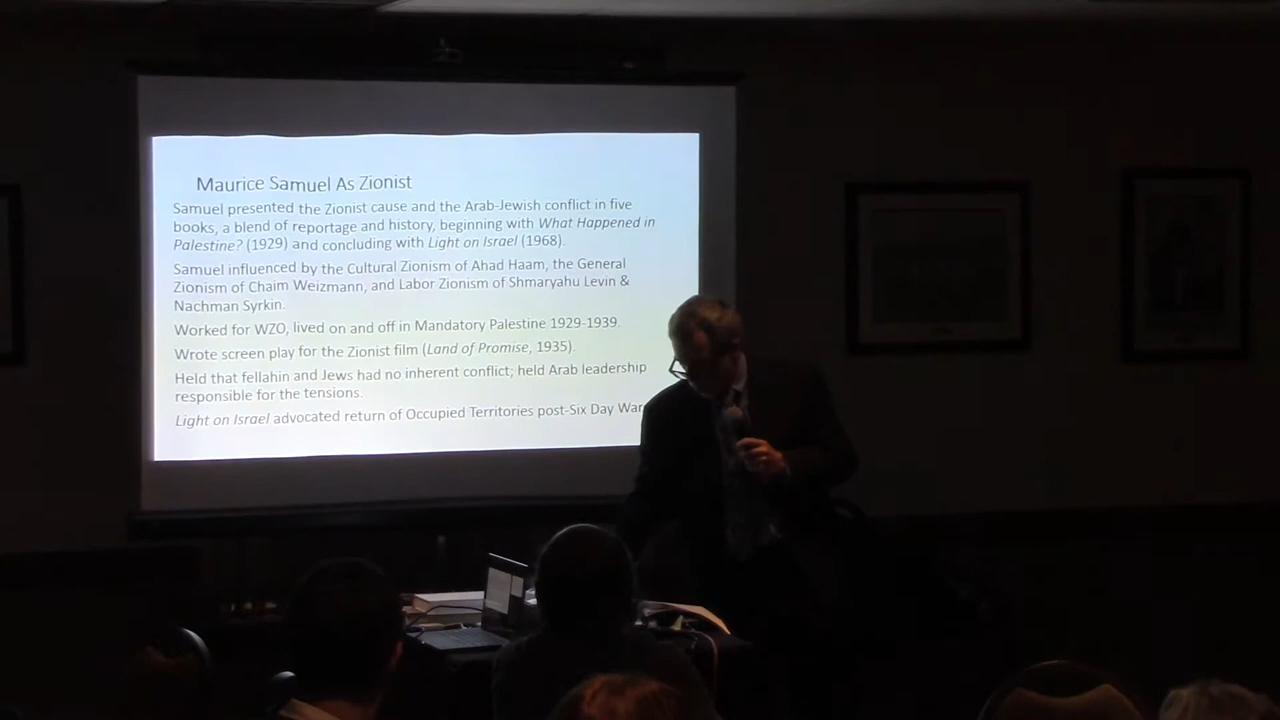 Maurice Samuel As Zionist
Samuel presented the Zionist cause and the Arab-Jewish conflict in five
books, a blend of reportage and history, beginning with What Happened in
Palestine? (1929) and concluding with Light on Israel (1968).
Samuel influenced by the Cultural Zionism of Ahad Haam, the General
Zionism of Chaim Weizmann, and Labor Zionism of Shmaryahu Levin &
Nachman Syrkin.
Worked for WZO, lived on and off in Mandatory Palestine 1929-1939.
Wrote screen play for the Zionist film (Land of Promise, 1935).
Held that fellahin and Jews had no inherent conflict; held Arab leadership
responsible for the tensions.
Light on Israel advocated return of Occupied Territories post-Six Day War